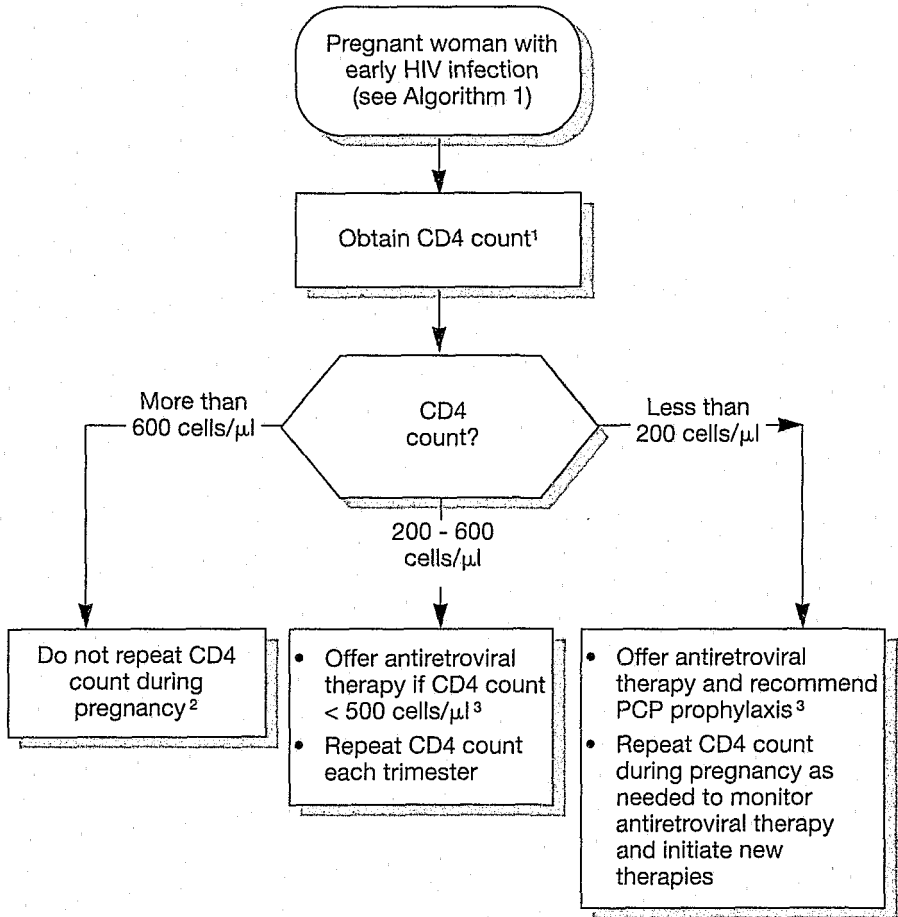 Pregnant woman with
early HIV infection
(see Algorithm 1)
Obtain CD4 count¹
CD4
count?
More than
600 cells/µl
Less than
200 cells/µl
200 - 600
cells/µl
Do not repeat CD4
count during
pregnancy²
• Offer antiretroviral
therapy if CD4 count
< 500 cells/µl³
• Repeat CD4 count
each trimester
• Offer antiretroviral
therapy and recommend
PCP prophylaxis³
• Repeat CD4 count
during pregnancy as
needed to monitor
antiretroviral therapy
and initiate new
therapies